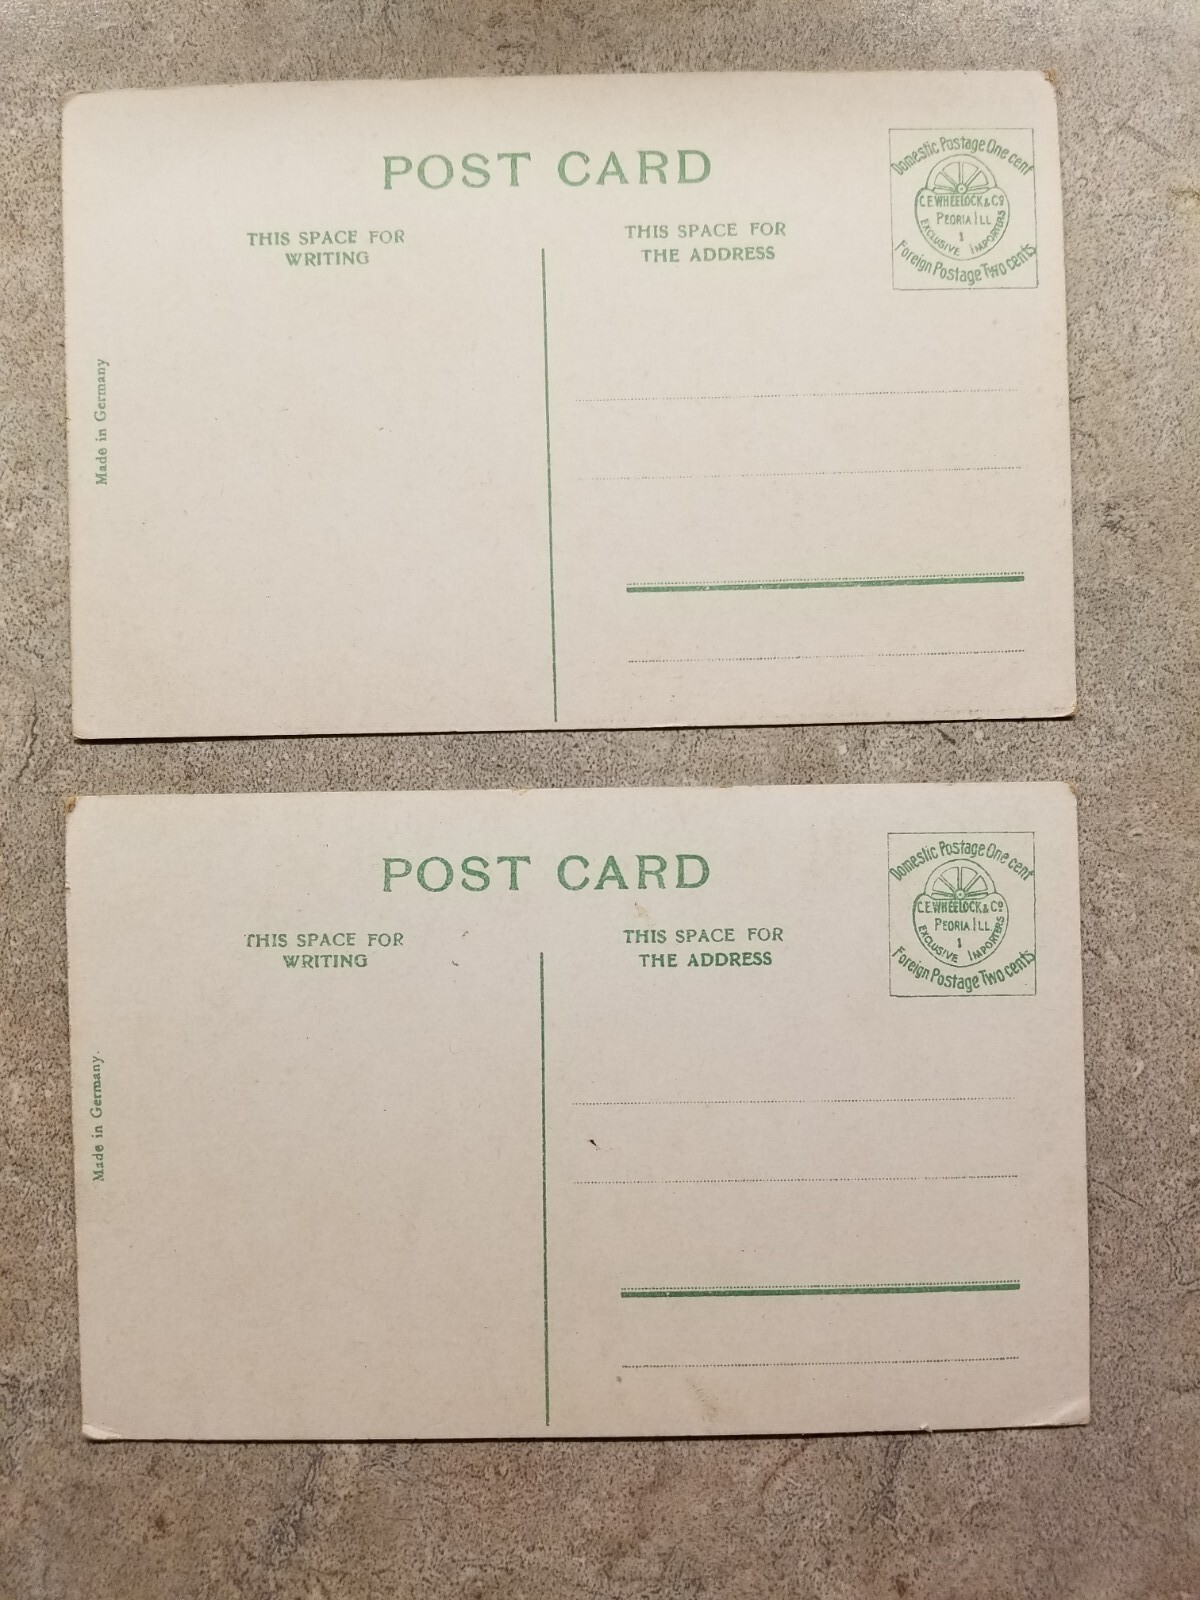 POST CARD
THIS SPACE FOR
WRITING
THIS SPACE FOR
THE ADDRESS
Domestic Postage One cent
C.E. WHEELOCK & Co
PEORIA ILL
1
EXCLUSIVE IMPORTERS
Foreign Postage Two cents
Made in Germany
POST CARD
THIS SPACE FOR
WRITING
THIS SPACE FOR
THE ADDRESS
Domestic Postage One cent
C.E. WHEELOCK & Co
PEORIA ILL
1
EXCLUSIVE IMPORTERS
Foreign Postage Two cents
Made in Germany.